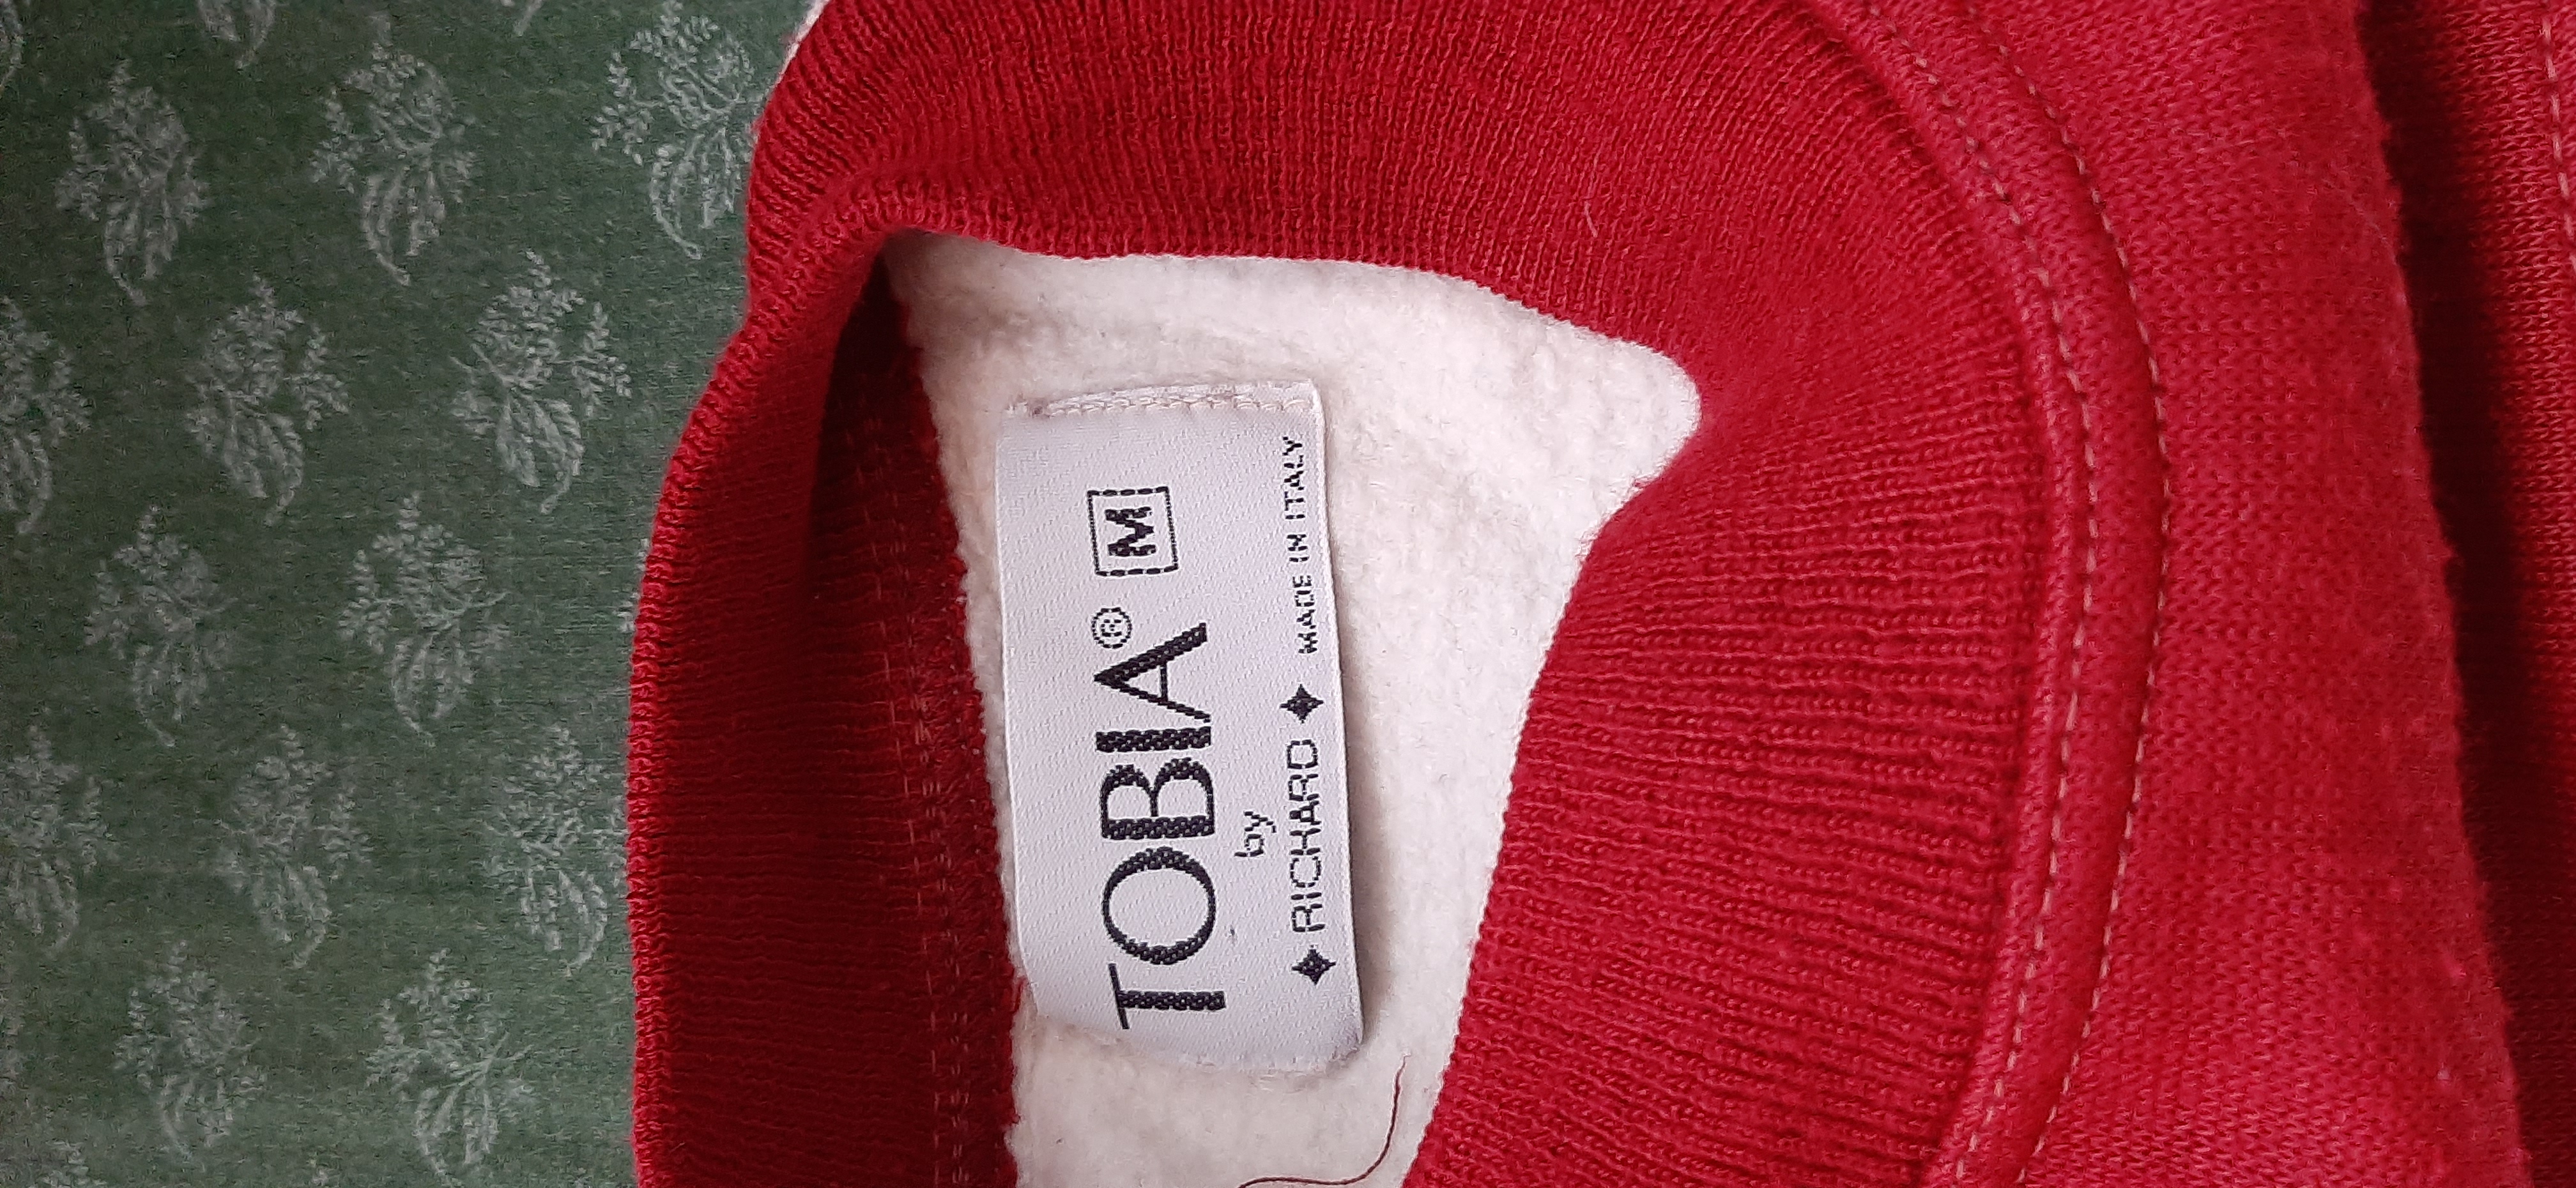 TOBIA® M
by
✦ RICHARD ✦ MADE IN ITALY